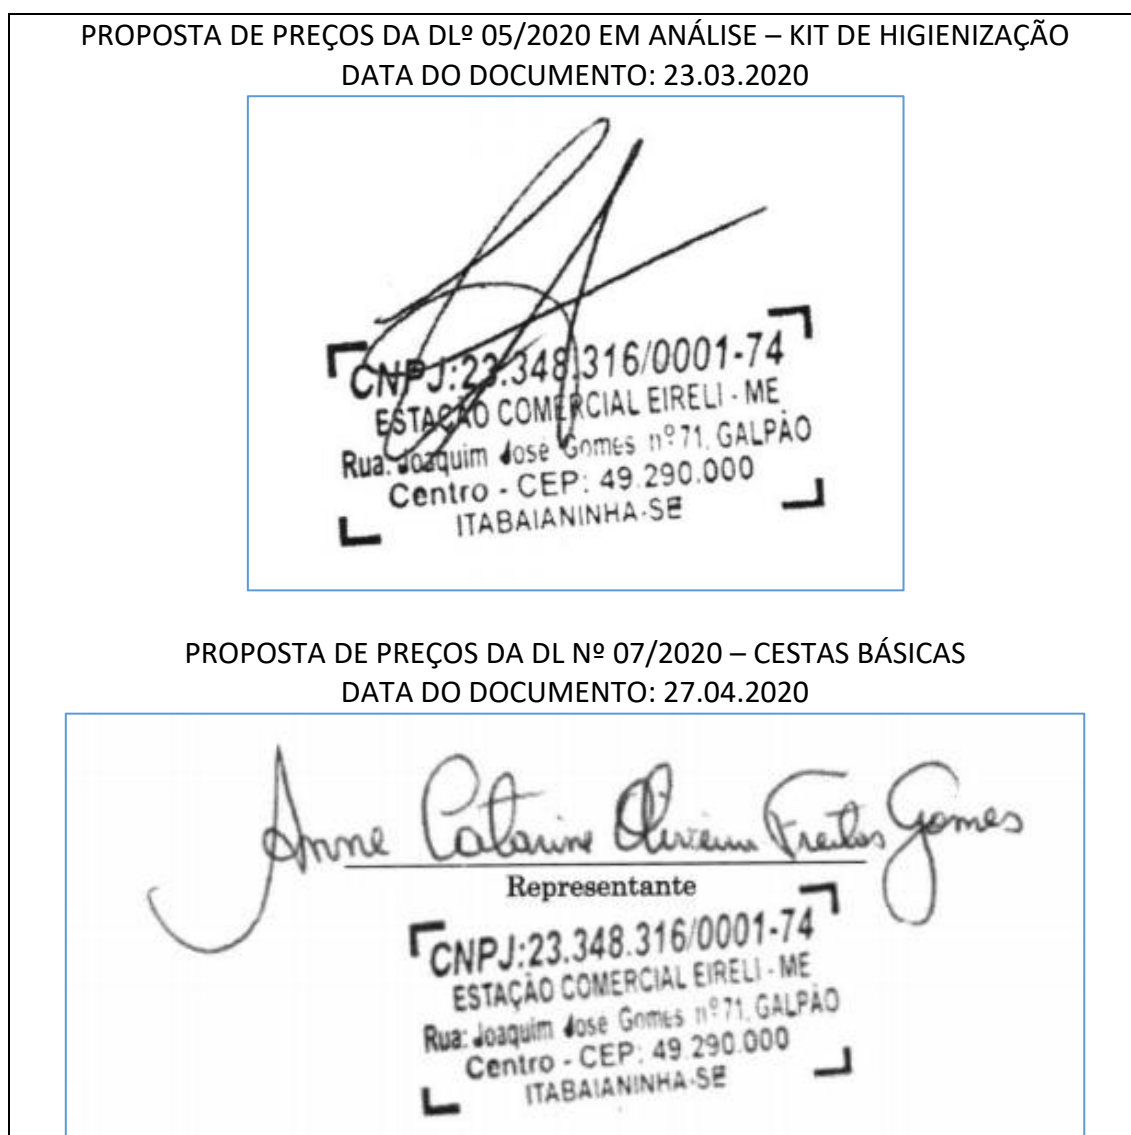 PROPOSTA DE PREÇOS DA DLº 05/2020 EM ANÁLISE – KIT DE HIGIENIZAÇÃO
DATA DO DOCUMENTO: 23.03.2020
CNPJ:23.348.316/0001-74
ESTAÇÃO COMERCIAL EIRELI - ME
Rua: Joaquim José Gomes nº 71, GALPÃO
Centro - CEP: 49.290.000
ITABAIANINHA-SE
PROPOSTA DE PREÇOS DA DL Nº 07/2020 – CESTAS BÁSICAS
DATA DO DOCUMENTO: 27.04.2020
Anne Catarine Oliveira Freitas Gomes
Representante
CNPJ:23.348.316/0001-74
ESTAÇÃO COMERCIAL EIRELI - ME
Rua: Joaquim José Gomes nº 71, GALPÃO
Centro - CEP: 49.290.000
ITABAIANINHA-SE